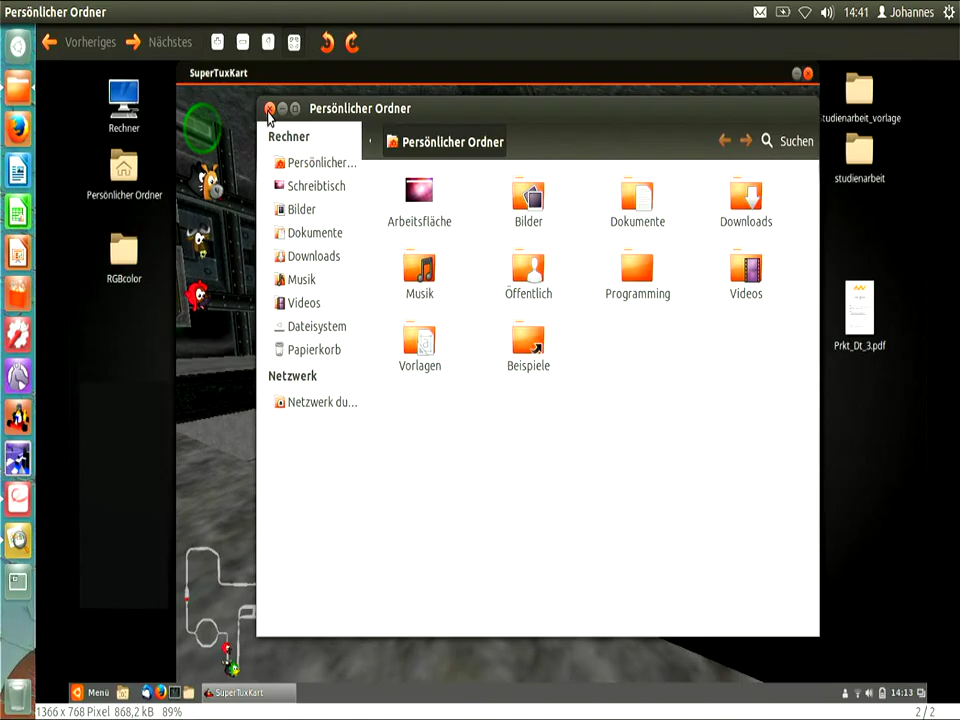 Persönlicher Ordner
14:41
Johannes
Vorheriges
Nächstes
SuperTuxKart
Persönlicher Ordner
Rechner
Persönlicher Ordner
RGBcolor
Rechner
Persönlicher...
Schreibtisch
Bilder
Dokumente
Downloads
Musik
Videos
Dateisystem
Papierkorb
Netzwerk
Netzwerk du...
Persönlicher Ordner
Suchen
Arbeitsfläche
Bilder
Dokumente
Downloads
Musik
Öffentlich
Programming
Videos
Vorlagen
Beispiele
studienarbeit_vorlage
studienarbeit
Prkt_Dt_3.pdf
Menü
SuperTuxKart
14:13
1366 x 768 Pixel 868,2 kB 89%
2 / 2